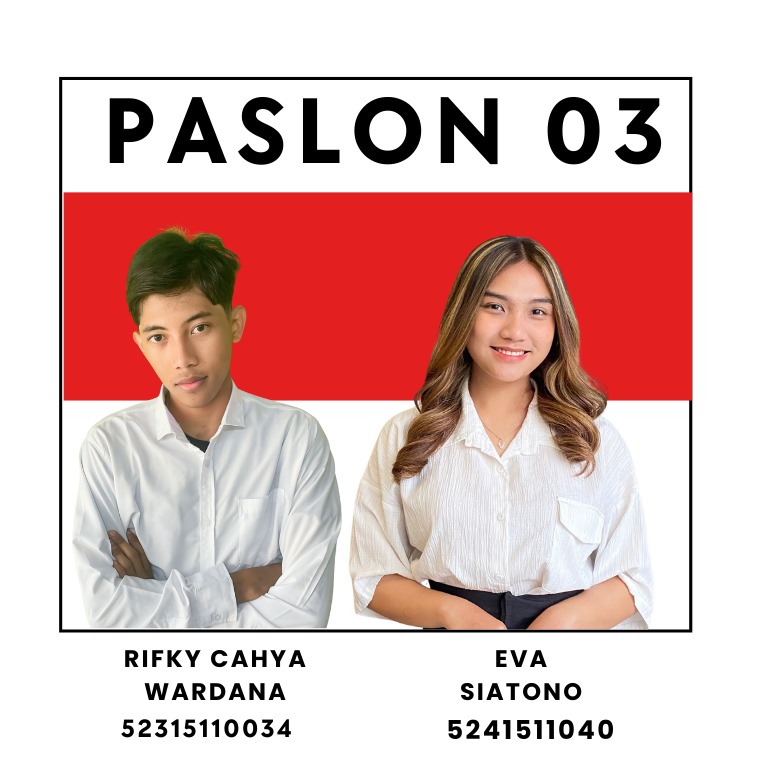 PASLON 03
RIFKY CAHYA
WARDANA
52315110034
EVA
SIATONO
5241511040